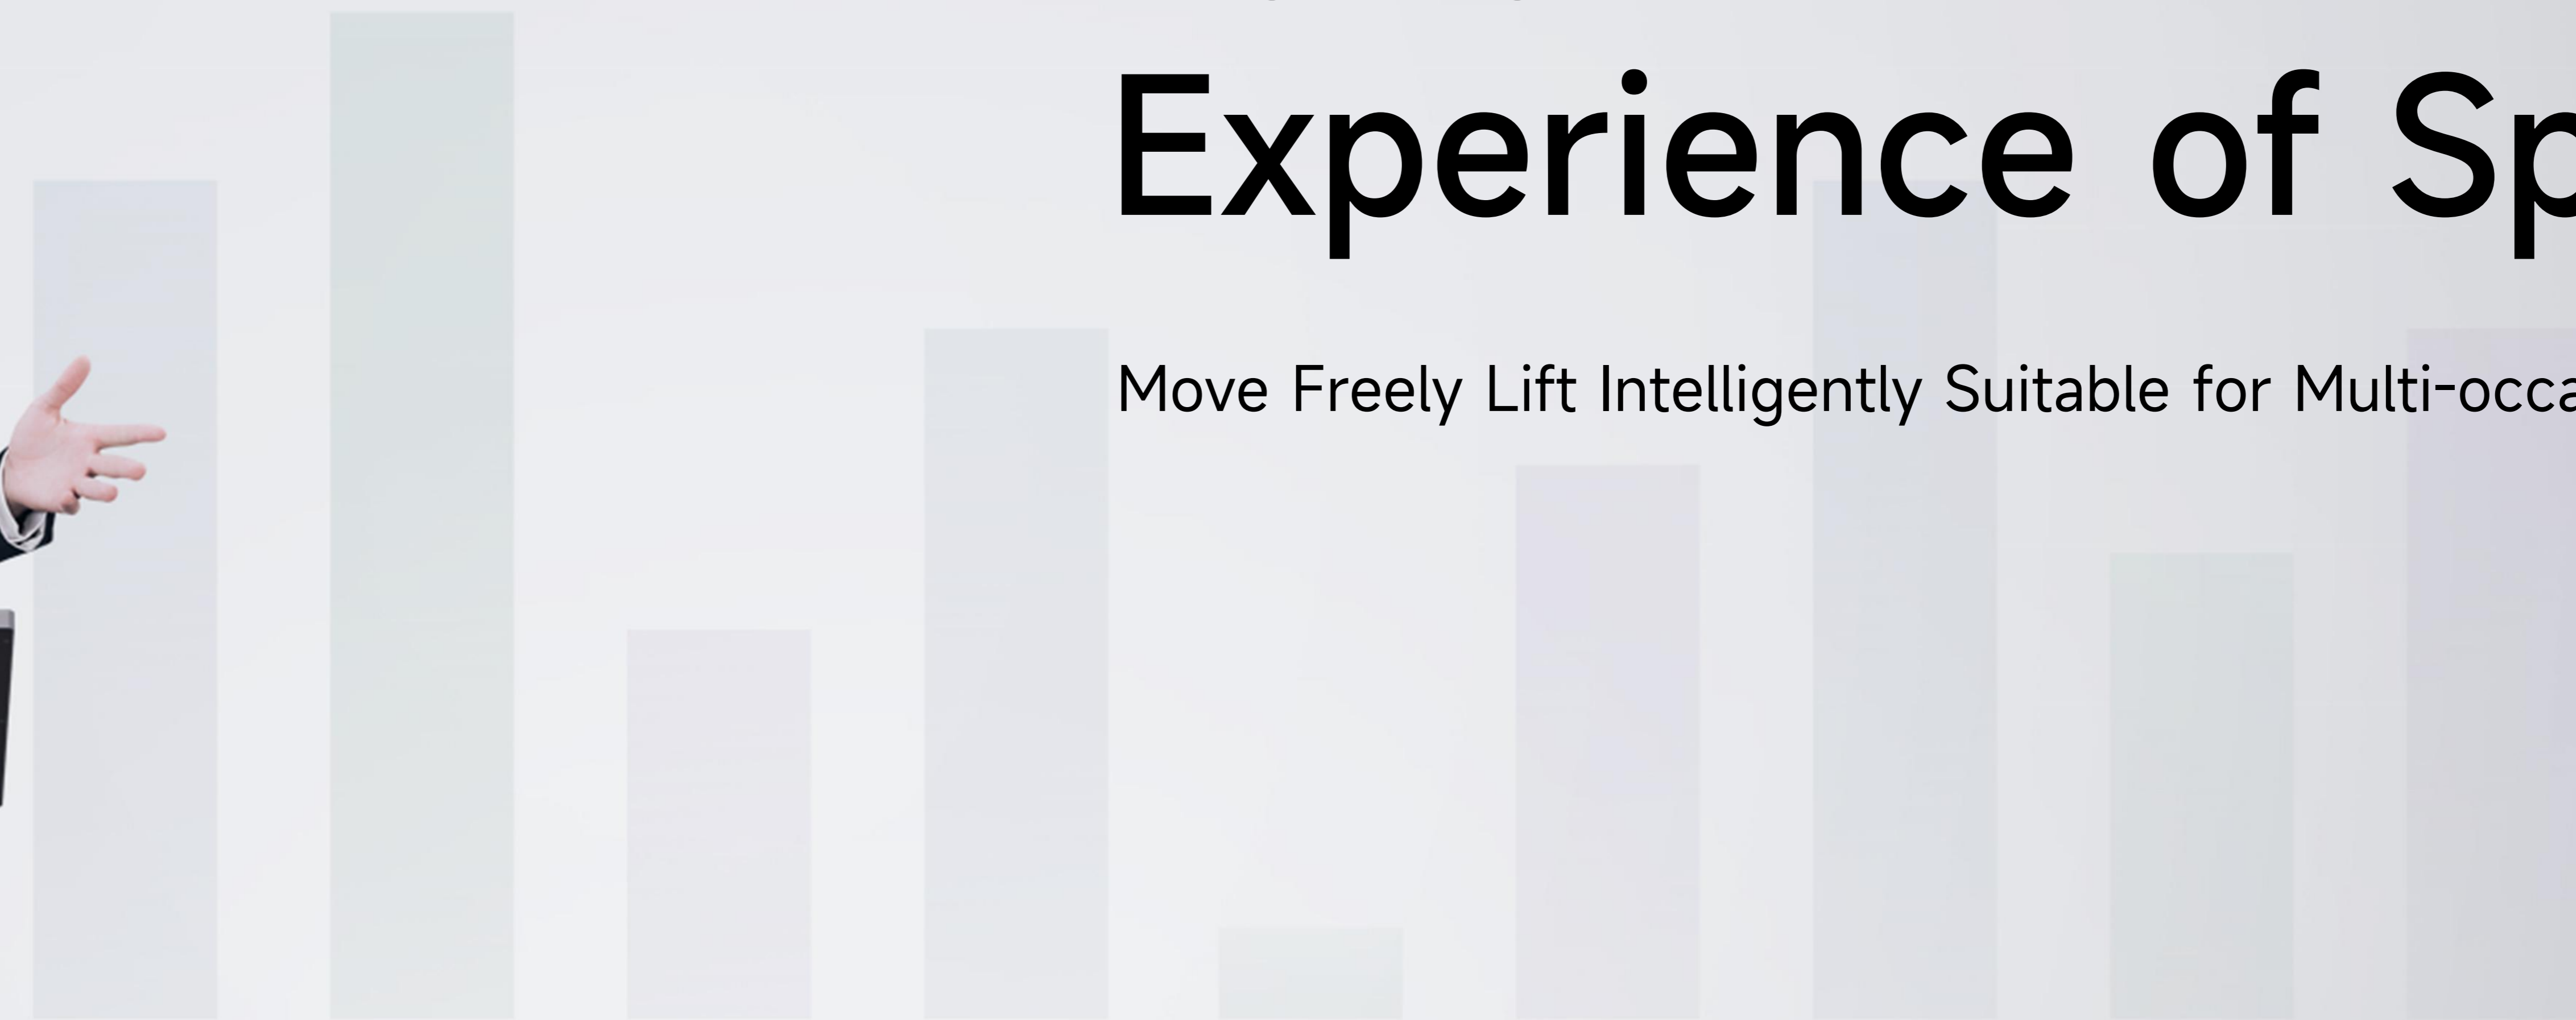 Experience of Sp
Move Freely Lift Intelligently Suitable for Multi-occa